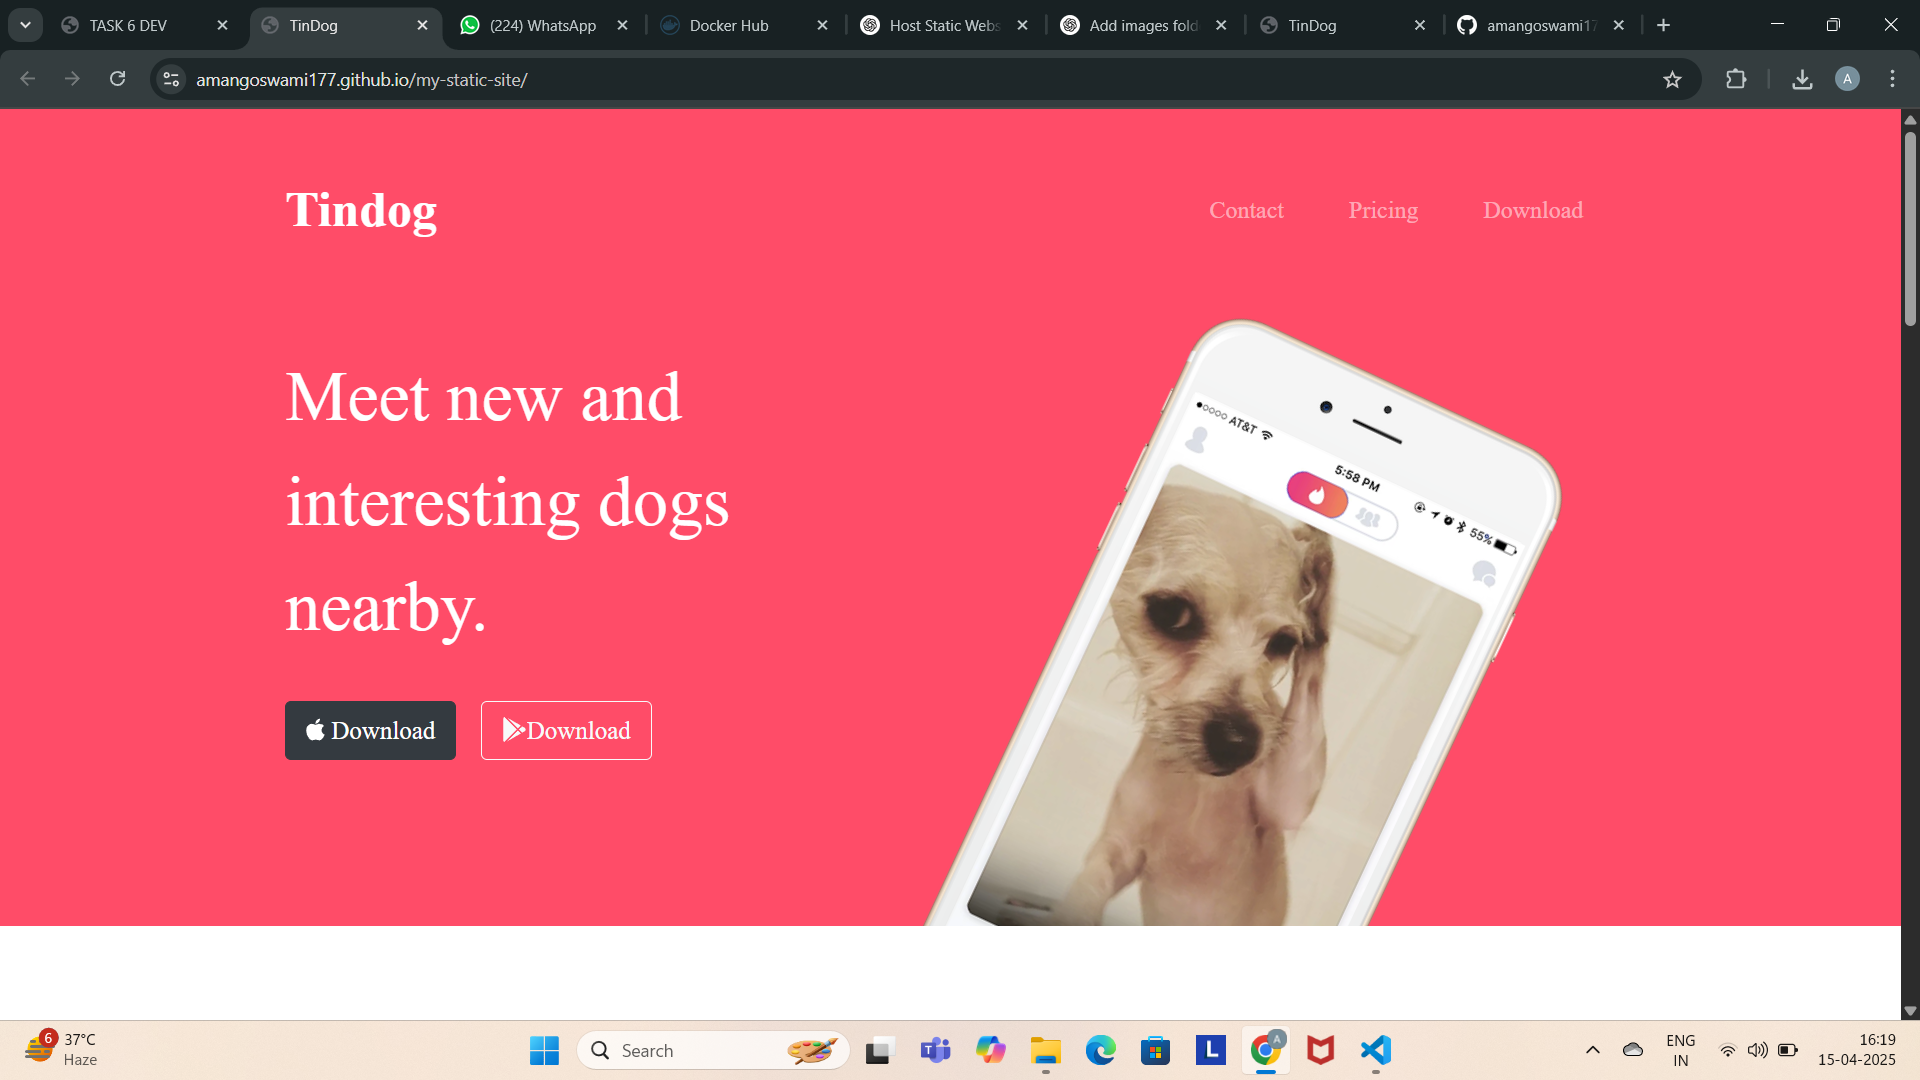 TASK 6 DEV
TinDog
(224) WhatsApp
Docker Hub
Host Static Webs
Add images fold
TinDog
amangoswami17
amangoswami177.github.io/my-static-site/
A
Tindog
Contact
Pricing
Download
Meet new and
interesting dogs
nearby.
Download
Download
AT&T
5:58 PM
55%
6
37°C
Haze
Search
T
L
A
ENG
IN
16:19
15-04-2025